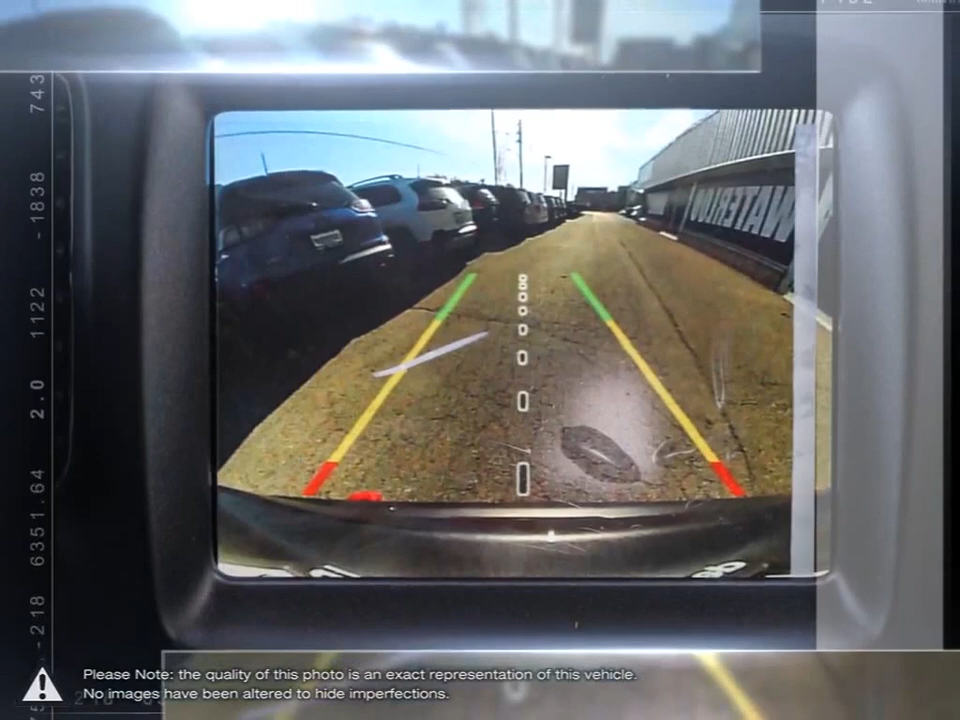 743
-1838
1122
2.0
6351.64
-218
WATERLOO
Please Note: the quality of this photo is an exact representation of this vehicle.
No images have been altered to hide imperfections.